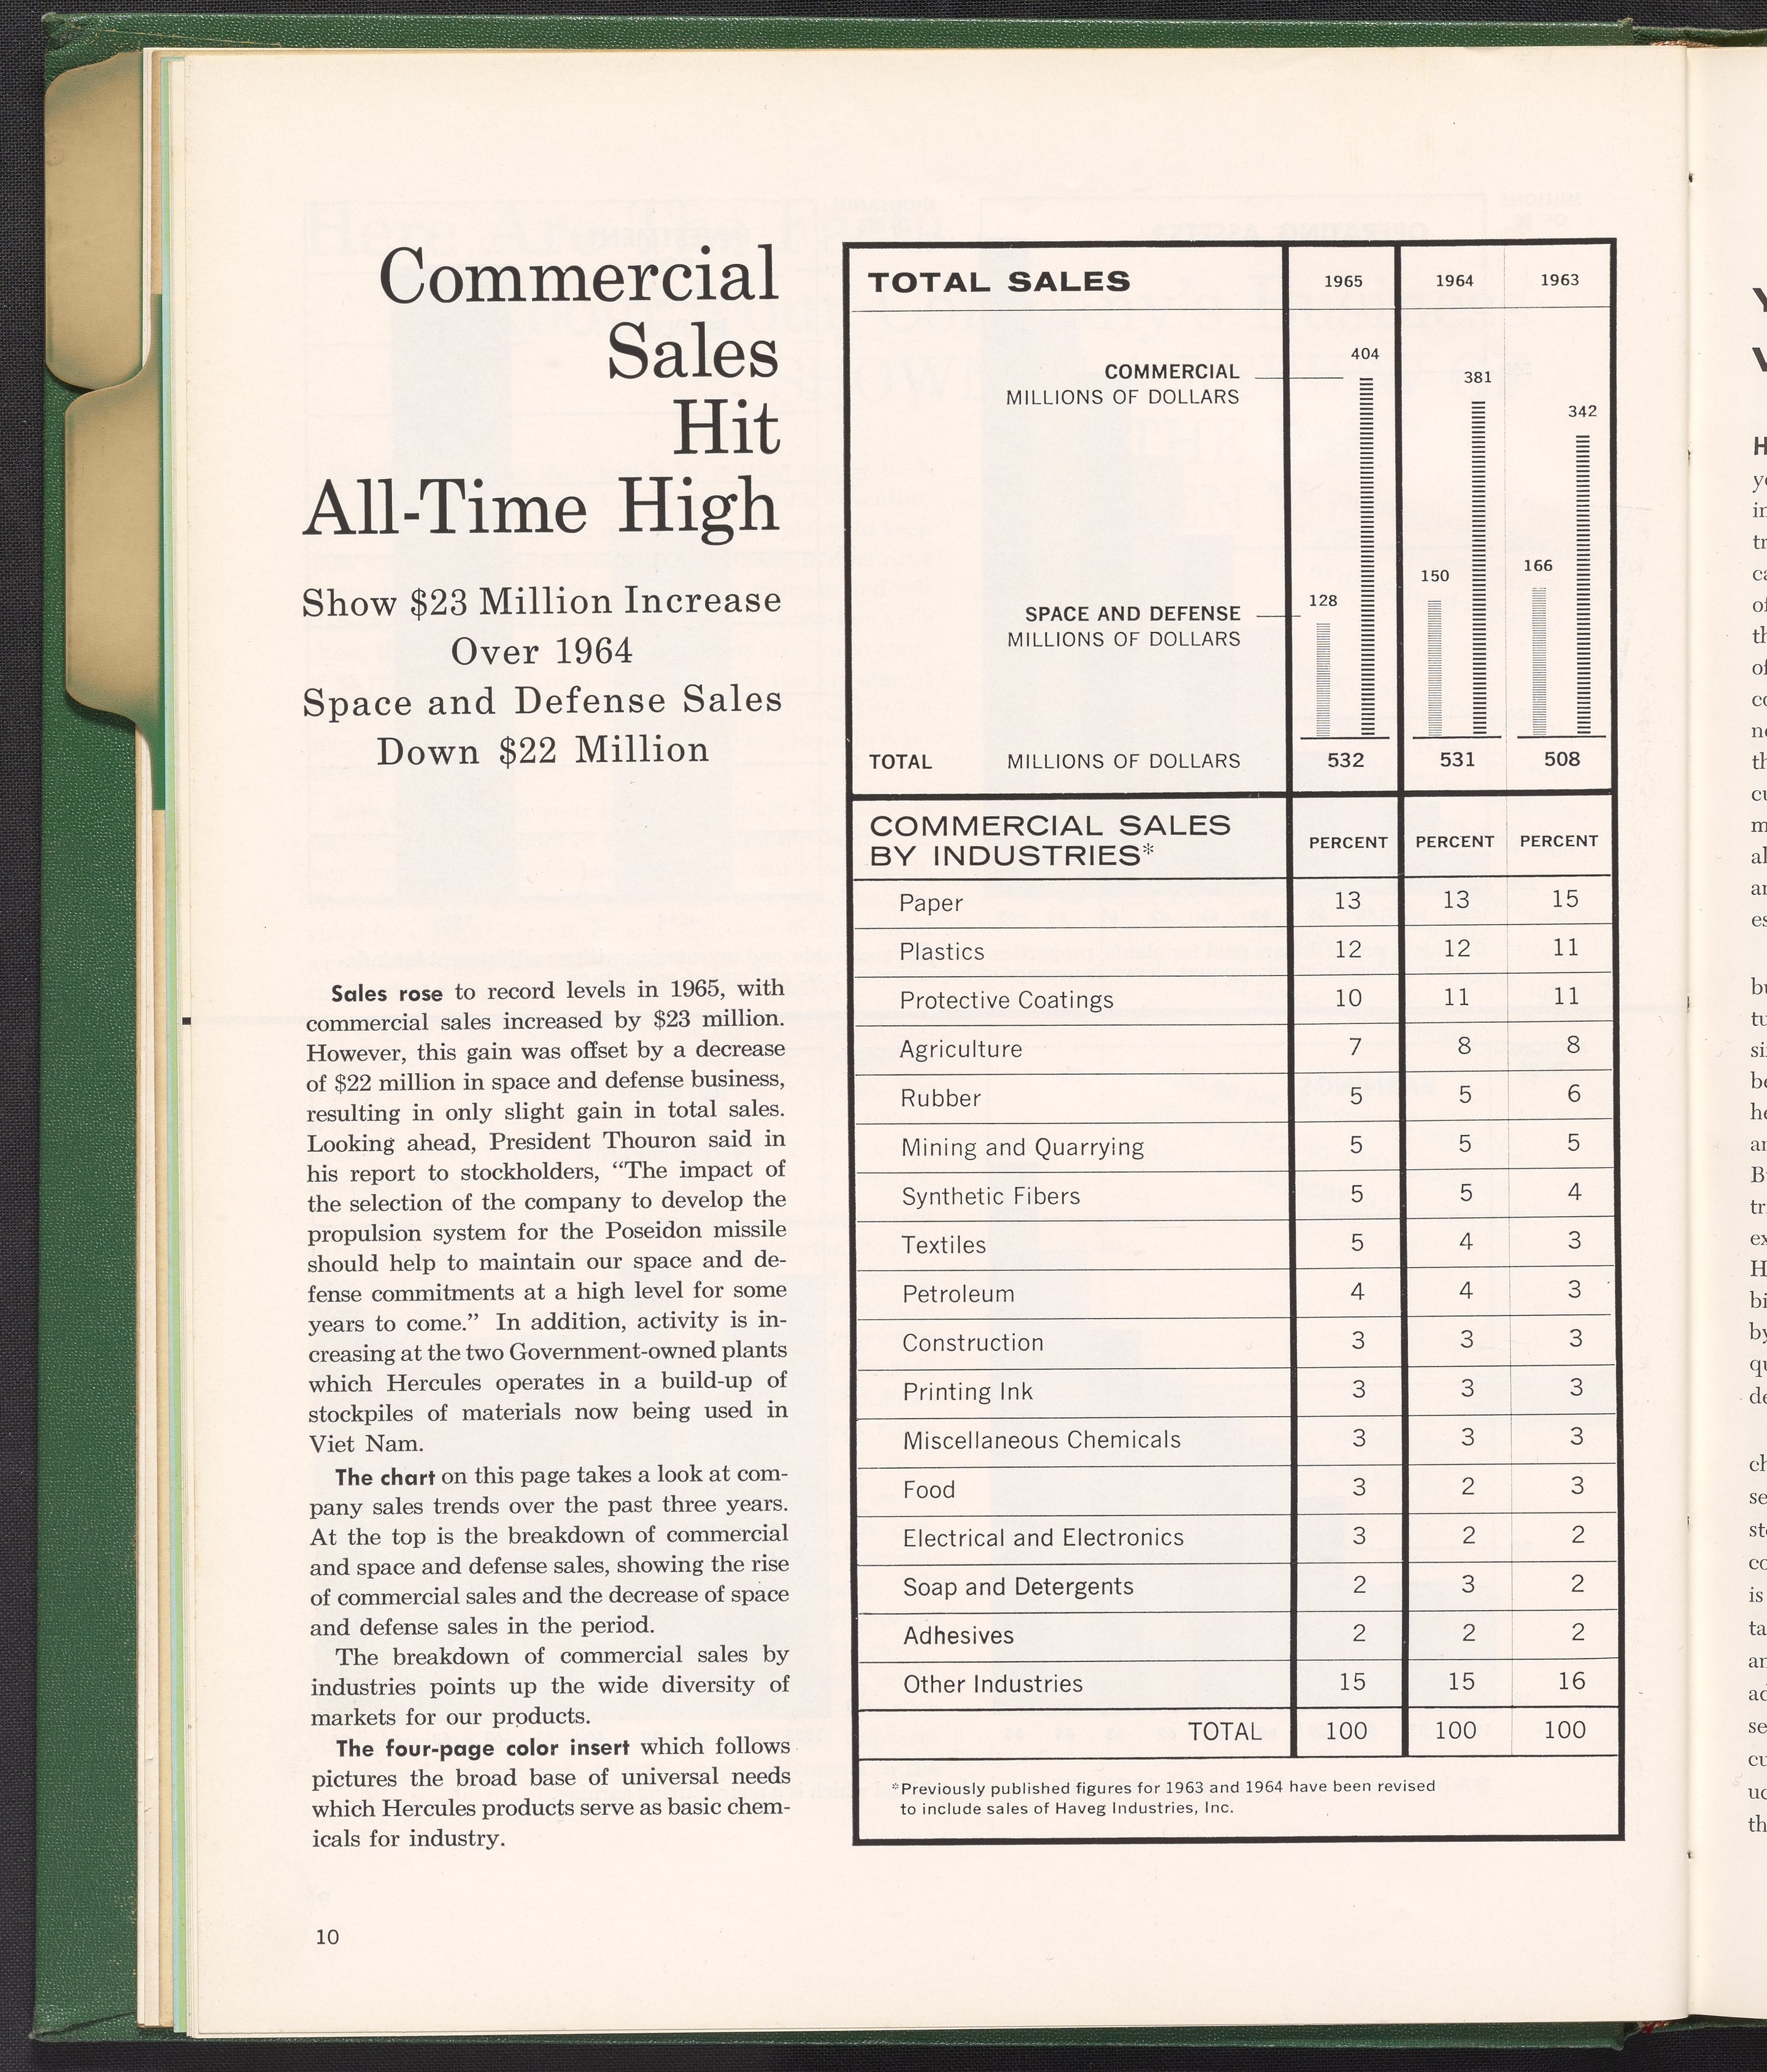 Commercial
Sales
Hit
All-Time High
Show $23 Million Increase
Over 1964
Space and Defense Sales
Down $22 Million
Sales rose to record levels in 1965, with
commercial sales increased by $23 million.
However, this gain was offset by a decrease
of $22 million in space and defense business,
resulting in only slight gain in total sales.
Looking ahead, President Thouron said in
his report to stockholders, “The impact of
the selection of the company to develop the
propulsion system for the Poseidon missile
should help to maintain our space and de-
fense commitments at a high level for some
years to come.” In addition, activity is in-
creasing at the two Government-owned plants
which Hercules operates in a build-up of
stockpiles of materials now being used in
Viet Nam.
The chart on this page takes a look at com-
pany sales trends over the past three years.
At the top is the breakdown of commercial
and space and defense sales, showing the rise
of commercial sales and the decrease of space
and defense sales in the period.
The breakdown of commercial sales by
industries points up the wide diversity of
markets for our products.
The four-page color insert which follows
pictures the broad base of universal needs
which Hercules products serve as basic chem-
icals for industry.
10
TOTAL SALES 1965 1964 1963
404
COMMERCIAL 381
MILLIONS OF DOLLARS 342
166
150
128
SPACE AND DEFENSE
MILLIONS OF DOLLARS
TOTAL MILLIONS OF DOLLARS 532 531 508
COMMERCIAL SALES
BY INDUSTRIES* PERCENT PERCENT PERCENT
Paper 13 13 15
Plastics 12 12 11
Protective Coatings 10 11 11
Agriculture 7 8 8
Rubber 5 5 6
Mining and Quarrying 5 5 5
Synthetic Fibers 5 5 4
Textiles 5 4 3
Petroleum 4 4 3
Construction 3 3 3
Printing Ink 3 3 3
Miscellaneous Chemicals 3 3 3
Food 3 2 3
Electrical and Electronics 3 2 2
Soap and Detergents 2 3 2
Adhesives 2 2 2
Other Industries 15 15 16
TOTAL 100 100 100
*Previously published figures for 1963 and 1964 have been revised
to include sales of Haveg Industries, Inc.